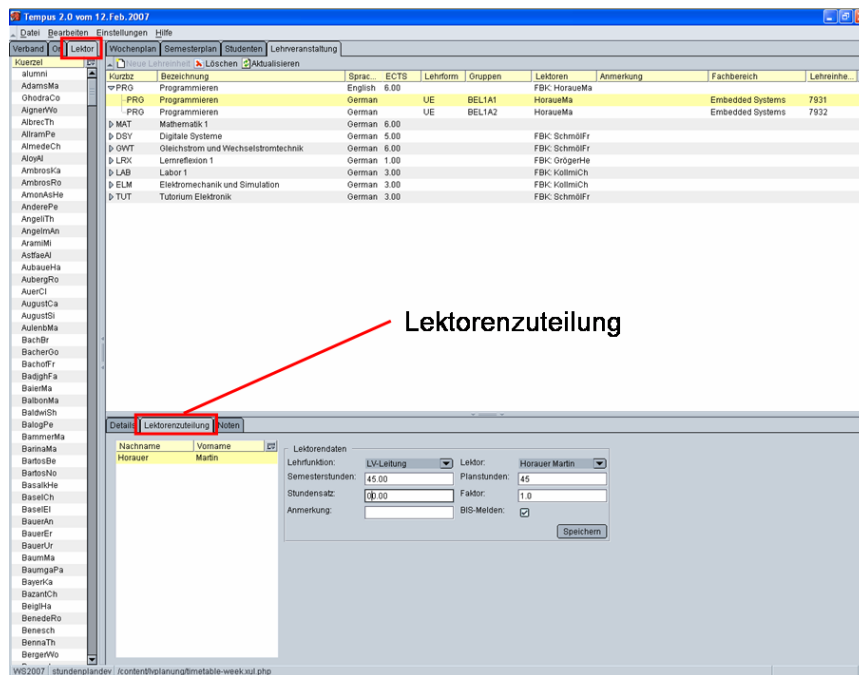 Tempus 2.0 vom 12.Feb.2007
Datei Bearbeiten Einstellungen Hilfe
Verband Or Lektor
Wochenplan Semesterplan Studenten Lehrveranstaltung
Kuerzel
Neue Lehreinheit Löschen Aktualisieren
alumni
AdamsMa
GhodraCo
AignerWo
AlbrecTh
AllramPe
AlmedeCh
AloyAl
AmbrosKa
AmbrosRo
AmonAsHe
AnderePe
AngeliTh
AngelmAn
AramiMi
AstfaeAl
AubaueHa
AubergRo
AuerCl
AugustCa
AugustSi
AulenbMa
BachBr
BacherGo
BachofFr
BadjghFa
BaierMa
BalbonMa
BaldwiSh
BalogPe
BammerMa
BarinaMa
BartosBe
BartosNo
BasalkHe
BaselCh
BaselEl
BauerAn
BauerEr
BauerUr
BaumMa
BaumgaPa
BayerKa
BazantCh
BeiglHa
BenedeRo
Benesch
BennaTh
BergerWo
Kurzbz Bezeichnung Sprac... ECTS Lehrform Gruppen Lektoren Anmerkung Fachbereich Lehreinhe...
PRG Programmieren English 6.00 FBK: HoraueMa
PRG Programmieren German UE BEL1A1 HoraueMa Embedded Systems 7931
PRG Programmieren German UE BEL1A2 HoraueMa Embedded Systems 7932
MAT Mathematik 1 German 6.00
DSY Digitale Systeme German 5.00 FBK: SchmölFr
GWT Gleichstrom und Wechselstromtechnik German 6.00 FBK: SchmölFr
LRX Lernreflexion 1 German 1.00 FBK: GrögerHe
LAB Labor 1 German 3.00 FBK: KollmiCh
ELM Elektromechanik und Simulation German 3.00 FBK: KollmiCh
TUT Tutorium Elektronik German 3.00 FBK: SchmölFr
Lektorenzuteilung
Details Lektorenzuteilung Noten
Nachname Vorname
Horauer Martin
Lektorendaten
Lehrfunktion: LV-Leitung Lektor: Horauer Martin
Semesterstunden: 45.00 Planstunden: 45
Stundensatz: 00.00 Faktor: 1.0
Anmerkung: BIS-Melden:
Speichern
WS2007 stundenplandev /content/lvplanung/timetable-week.xul.php